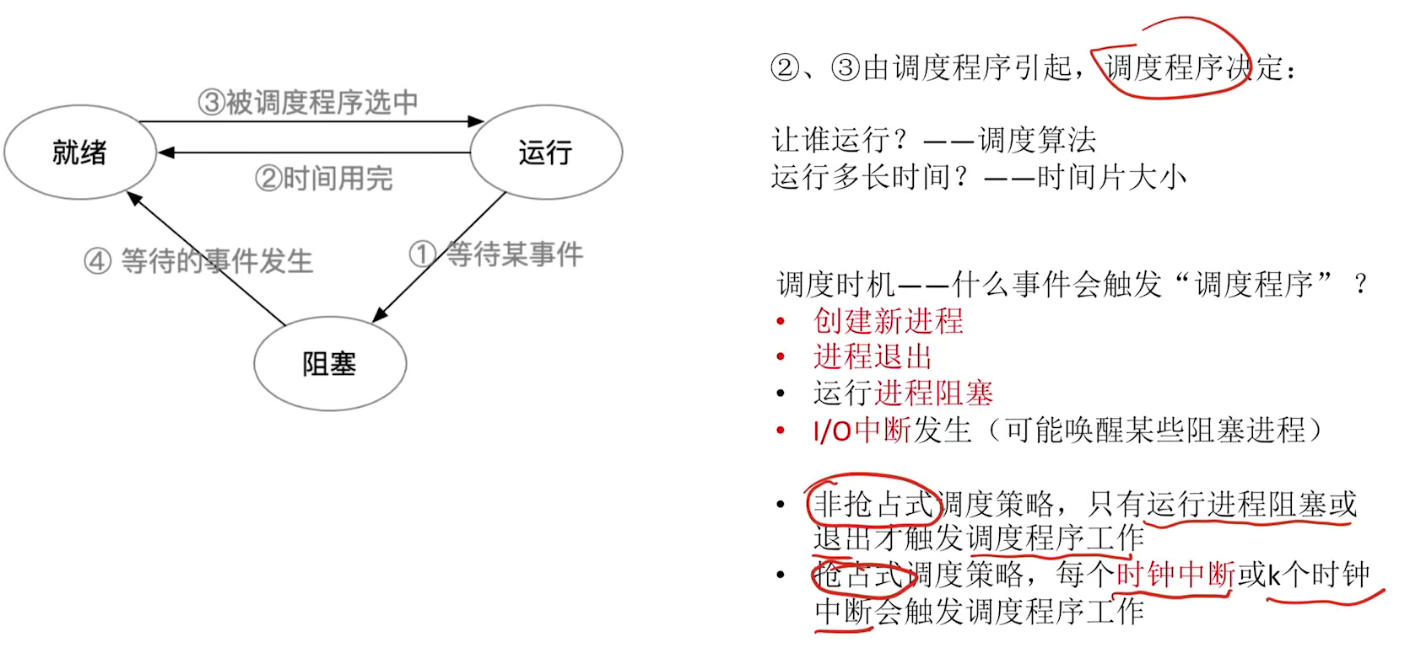 ③被调度程序选中
就绪
运行
②时间用完
④ 等待的事件发生
① 等待某事件
阻塞
②、③由调度程序引起，调度程序决定：
让谁运行？——调度算法
运行多长时间？——时间片大小
调度时机——什么事件会触发“调度程序”？
• 创建新进程
• 进程退出
• 运行进程阻塞
• I/O中断发生（可能唤醒某些阻塞进程）
• 非抢占式调度策略，只有运行进程阻塞或
退出才触发调度程序工作
• 抢占式调度策略，每个时钟中断或k个时钟
中断会触发调度程序工作